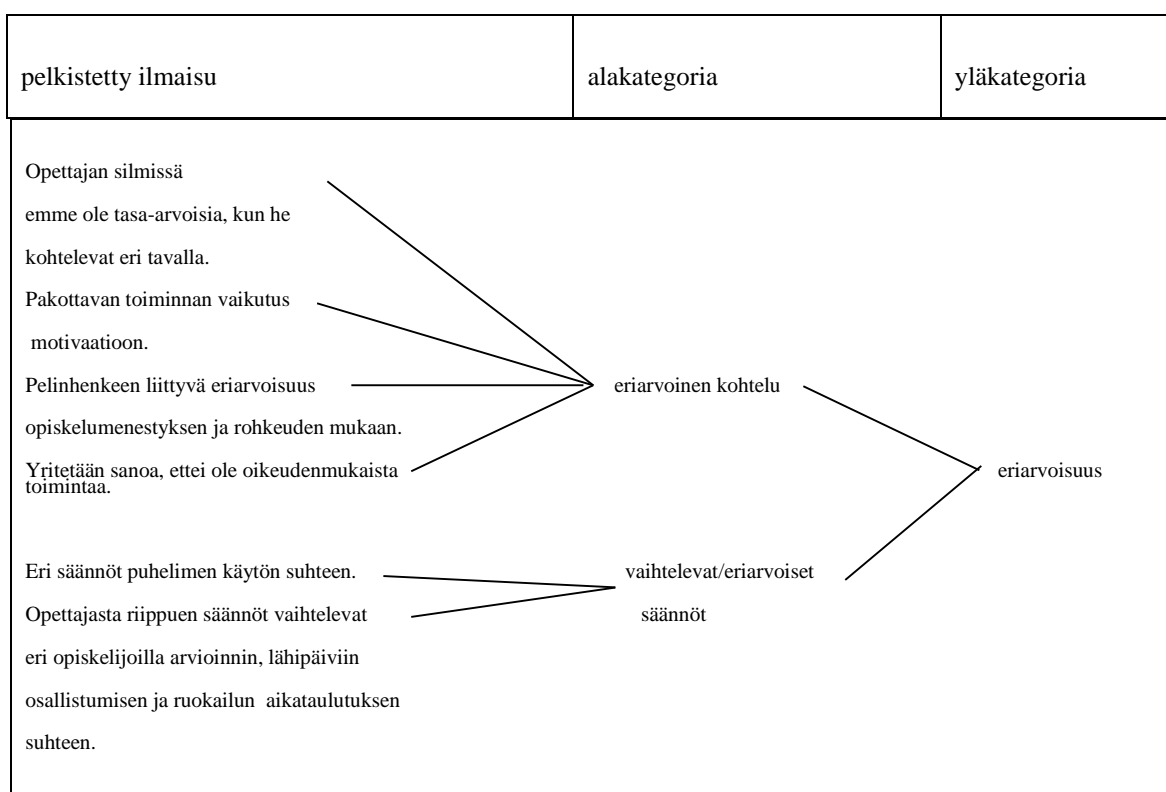 pelkistetty ilmaisu
alakategoria
yläkategoria
Opettajan silmissä
emme ole tasa-arvoisia, kun he
kohtelevat eri tavalla.
Pakottavan toiminnan vaikutus
motivaatioon.
Pelinhenkeen liittyvä eriarvoisuus
opiskelumenestyksen ja rohkeuden mukaan.
Yritetään sanoa, ettei ole oikeudenmukaista
toimintaa.
eriarvoinen kohtelu
eriarvoisuus
Eri säännöt puhelimen käytön suhteen.
Opettajasta riippuen säännöt vaihtelevat
eri opiskelijoilla arvioinnin, lähipäiviin
osallistumisen ja ruokailun aikataulutuksen
suhteen.
vaihtelevat/eriarvoiset
säännöt